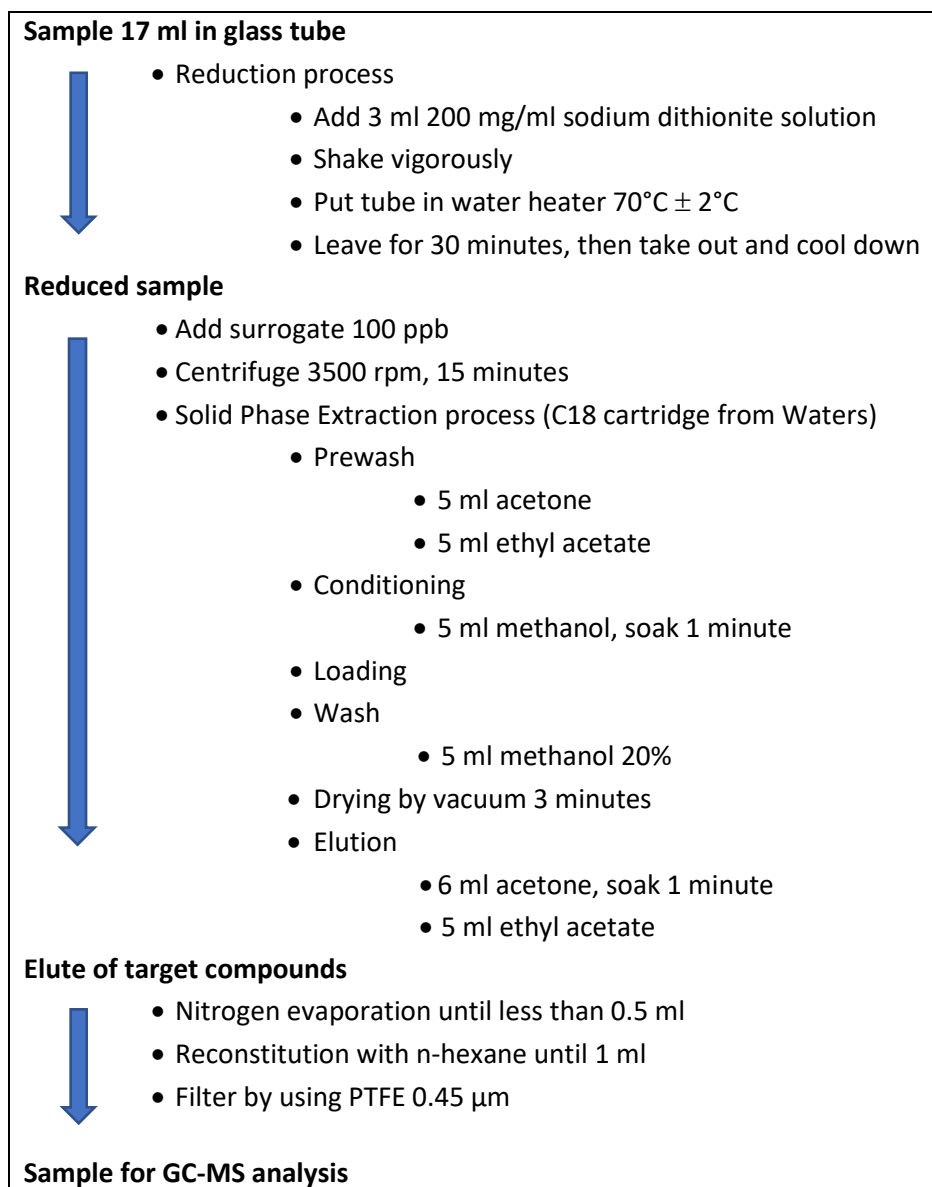 Sample 17 ml in glass tube
• Reduction process
• Add 3 ml 200 mg/ml sodium dithionite solution
• Shake vigorously
• Put tube in water heater 70°C ± 2°C
• Leave for 30 minutes, then take out and cool down
Reduced sample
• Add surrogate 100 ppb
• Centrifuge 3500 rpm, 15 minutes
• Solid Phase Extraction process (C18 cartridge from Waters)
• Prewash
• 5 ml acetone
• 5 ml ethyl acetate
• Conditioning
• 5 ml methanol, soak 1 minute
• Loading
• Wash
• 5 ml methanol 20%
• Drying by vacuum 3 minutes
• Elution
• 6 ml acetone, soak 1 minute
• 5 ml ethyl acetate
Elute of target compounds
• Nitrogen evaporation until less than 0.5 ml
• Reconstitution with n-hexane until 1 ml
• Filter by using PTFE 0.45 µm
Sample for GC-MS analysis